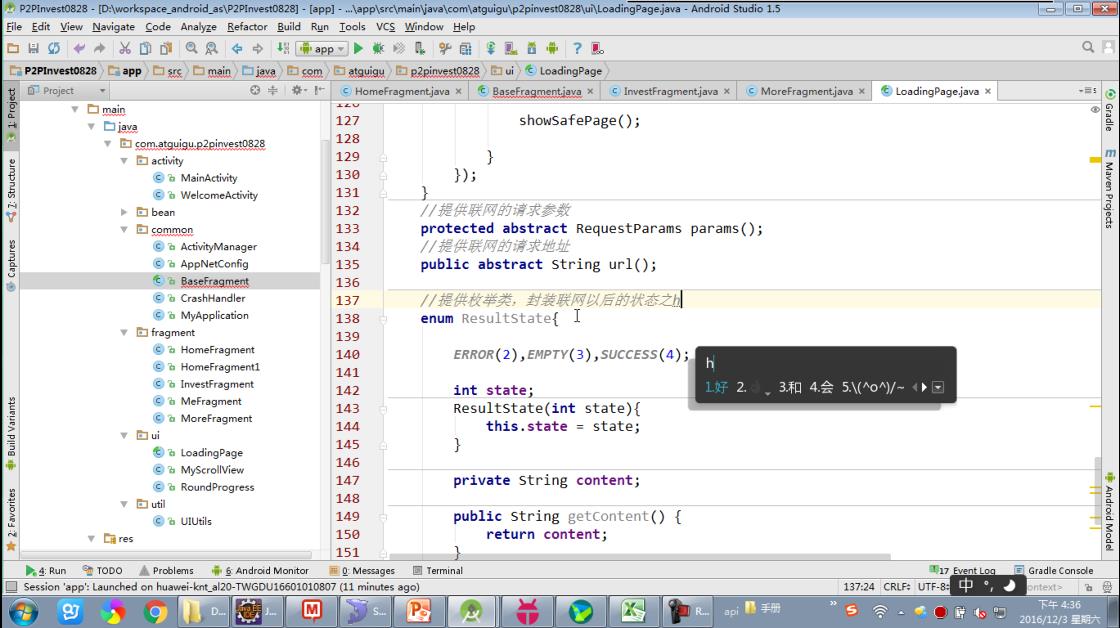 P2PInvest0828 - [D:\workspace_android_as\P2PInvest0828] - [app] - ...\app\src\main\java\com\atguigu\p2pinvest0828\ui\LoadingPage.java - Android Studio 1.5
File Edit View Navigate Code Analyze Refactor Build Run Tools VCS Window Help
app
P2PInvest0828 app src main java com atguigu p2pinvest0828 ui LoadingPage
Project
HomeFragment.java BaseFragment.java InvestFragment.java MoreFragment.java LoadingPage.java
1: Project
7: Structure
Captures
Build Variants
2: Favorites
main
java
com.atguigu.p2pinvest0828
activity
MainActivity
WelcomeActivity
bean
common
ActivityManager
AppNetConfig
BaseFragment
CrashHandler
MyApplication
fragment
HomeFragment
HomeFragment1
InvestFragment
MeFragment
MoreFragment
ui
LoadingPage
MyScrollView
RoundProgress
util
UIUtils
res
126
127 showSafePage();
128
129 }
130 });
131 }
132 //提供联网的请求参数
133 protected abstract RequestParams params();
134 //提供联网的请求地址
135 public abstract String url();
136
137 //提供枚举类，封装联网以后的状态之h
138 enum ResultState{
139
140 ERROR(2),EMPTY(3),SUCCESS(4);
141
142 int state;
143 ResultState(int state){
144 this.state = state;
145 }
146
147 private String content;
148
149 public String getContent() {
150 return content;
151 }
h
1.好 2. 3.和 4.会 5.\(^o^)/~
Gradle
Maven Projects
Android Model
4: Run TODO Problems 6: Android Monitor 0: Messages Terminal 17 Event Log Gradle Console
Session 'app': Launched on huawei-knt_al20-TWGDU16601010807 (11 minutes ago) 137:24 CRLF÷ UTF-8÷ 中 °, ontext>
D... J... S... R... api 手册
下午 4:36
2016/12/3 星期六